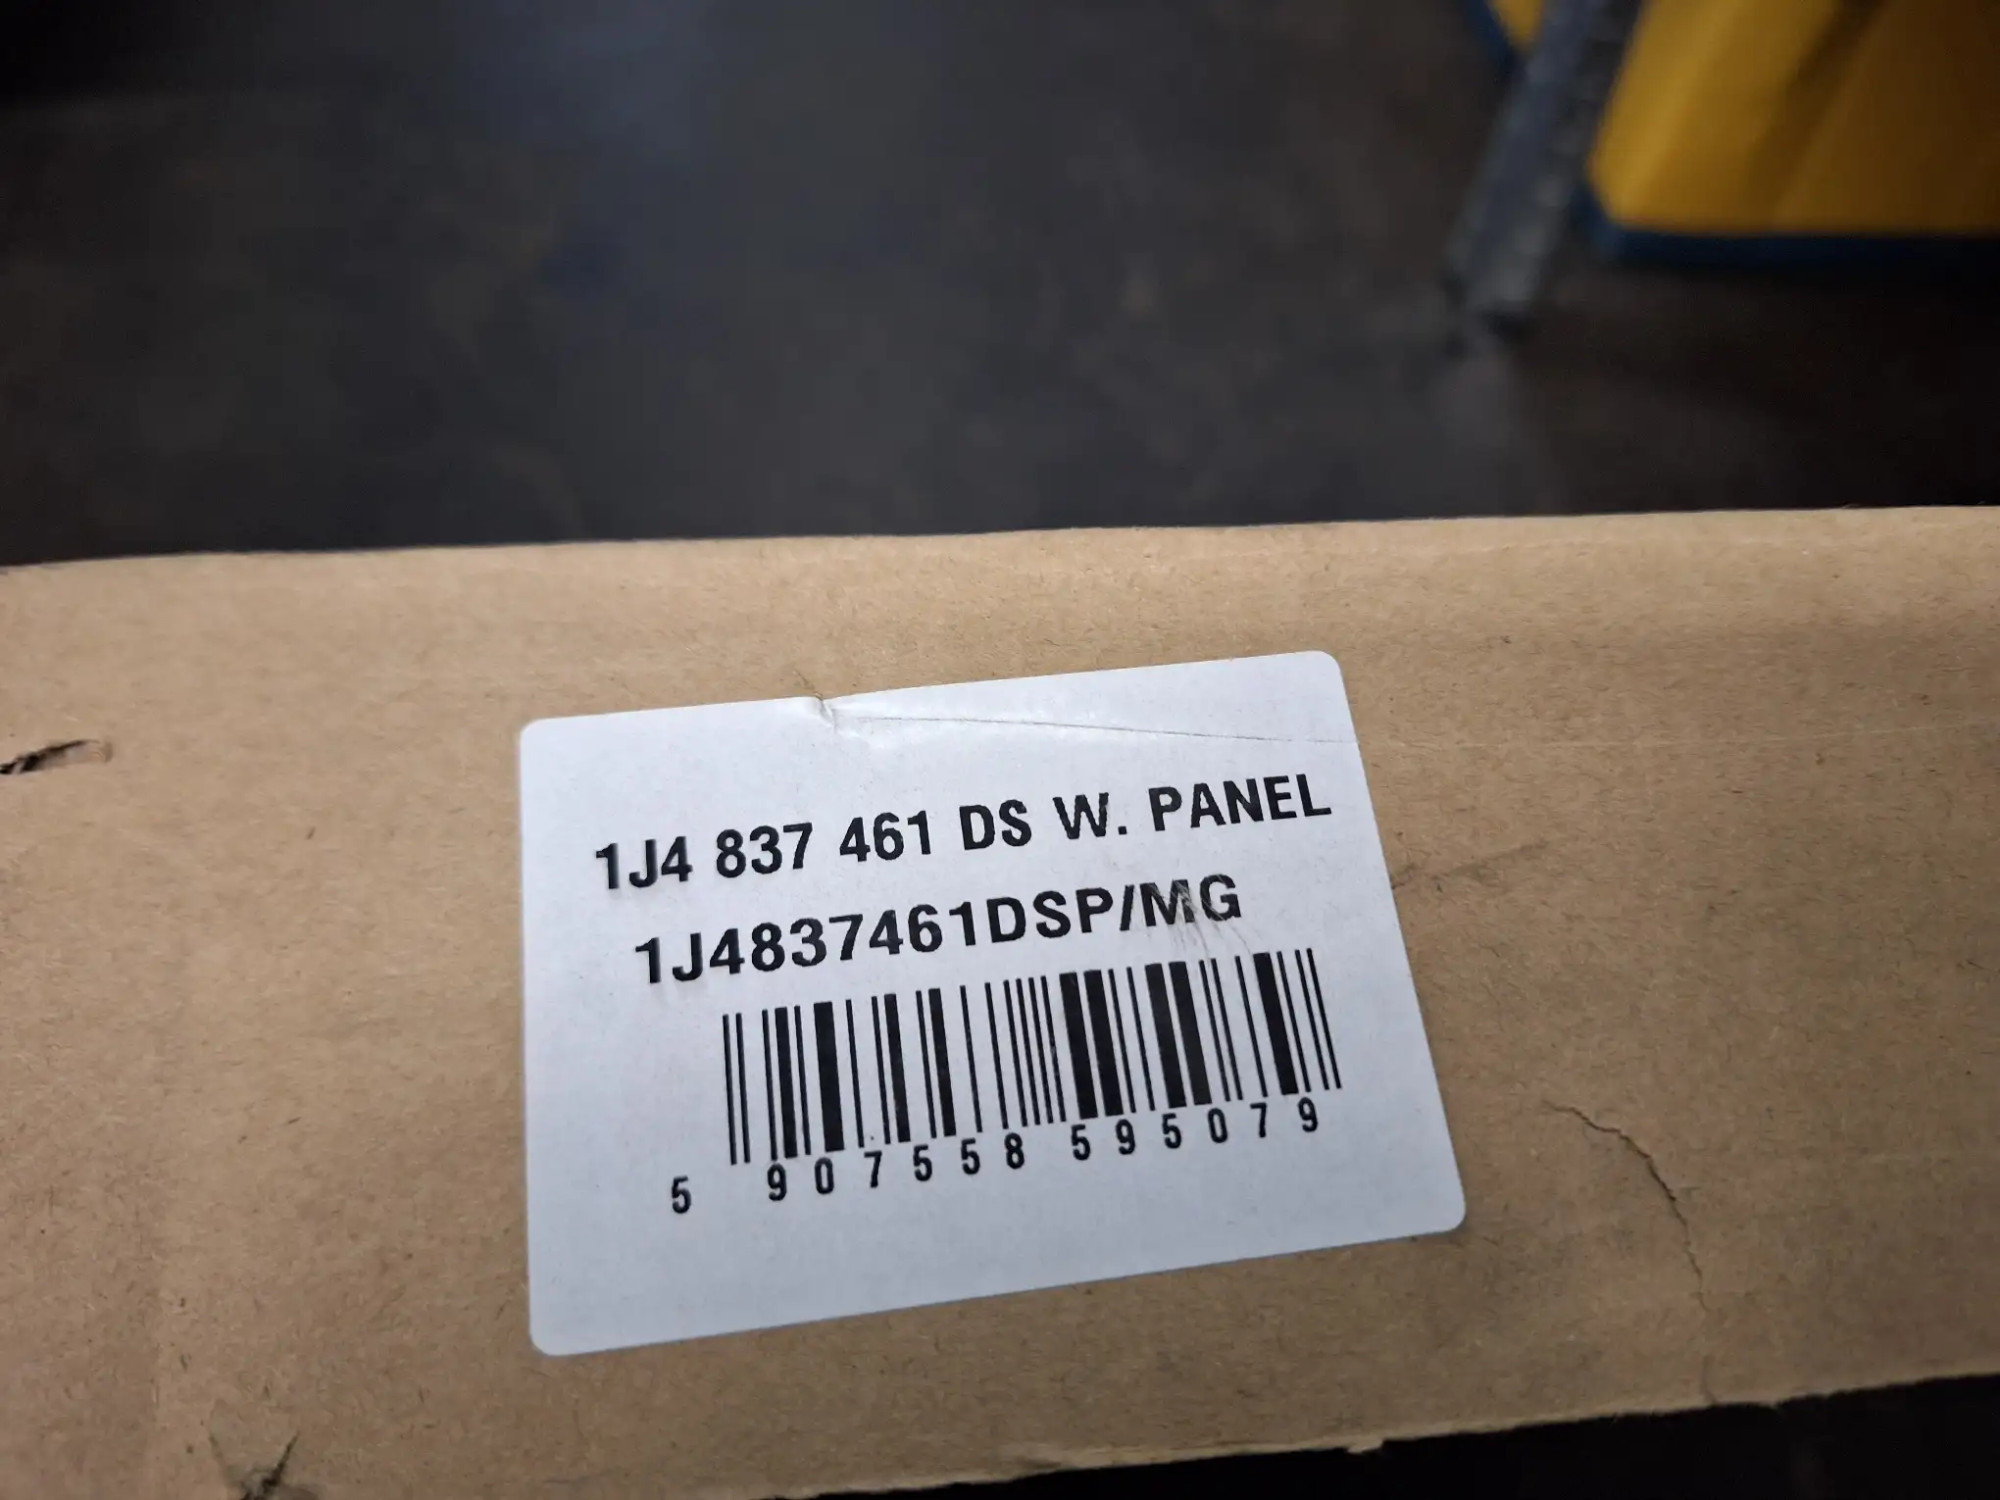 1J4 837 461 DS W. PANEL
1J4837461DSP/MG
5 907558 595079